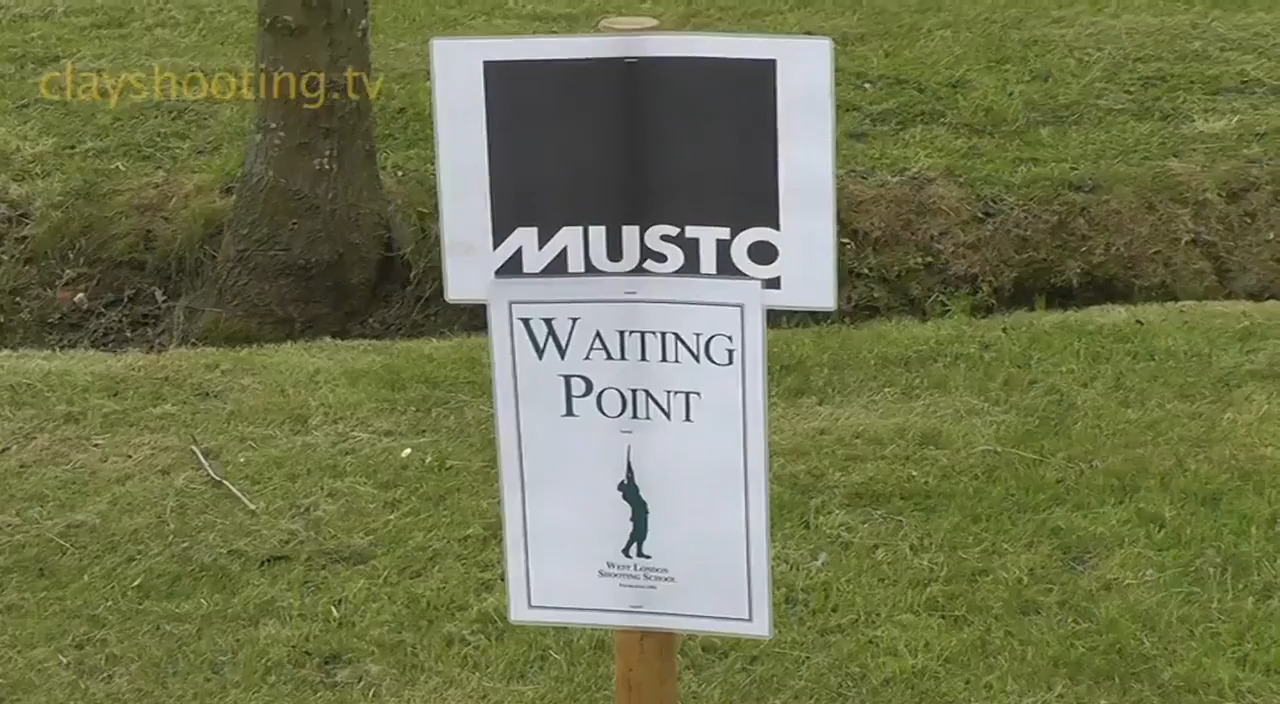 clayshooting.tv
MUSTO
WAITING
POINT
WEST LONDON
SHOOTING SCHOOL